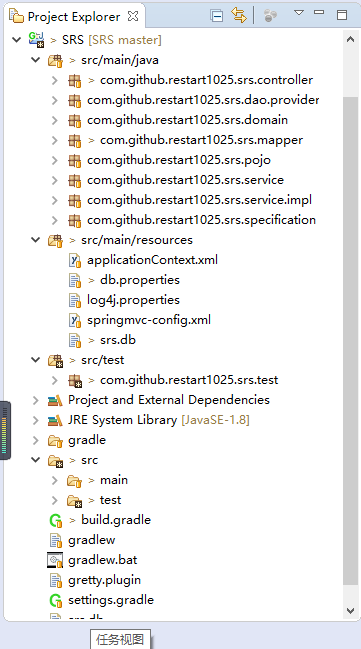 Project Explorer
> SRS [SRS master]
> src/main/java
> com.github.restart1025.srs.controller
com.github.restart1025.srs.dao.provider
com.github.restart1025.srs.domain
> com.github.restart1025.srs.mapper
com.github.restart1025.srs.pojo
com.github.restart1025.srs.service
com.github.restart1025.srs.service.impl
com.github.restart1025.srs.specification
> src/main/resources
applicationContext.xml
> db.properties
log4j.properties
springmvc-config.xml
> srs.db
> src/test
> com.github.restart1025.srs.test
Project and External Dependencies
JRE System Library [JavaSE-1.8]
> gradle
> src
> main
> test
> build.gradle
gradlew
gradlew.bat
gretty.plugin
settings.gradle
srs.db
任务视图